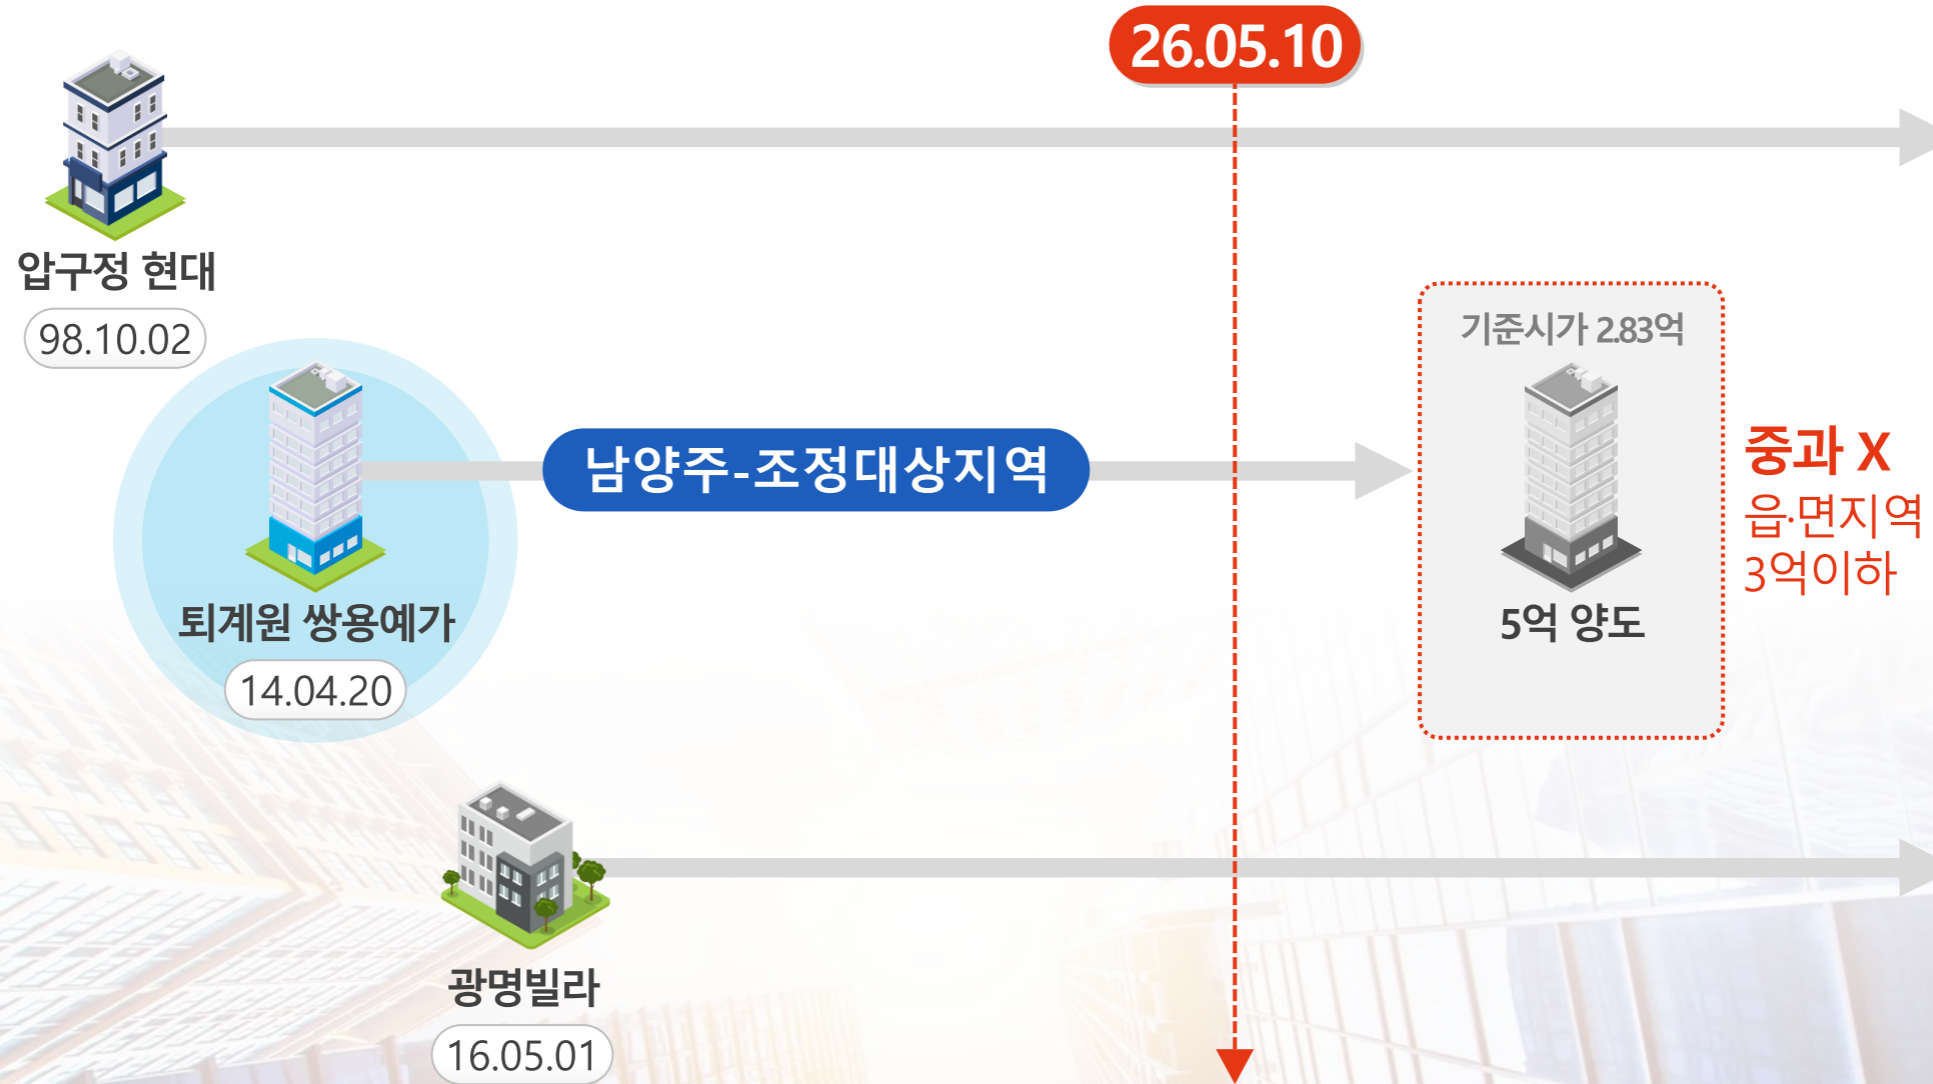 26.05.10
압구정 현대
98.10.02
기준시가 2.83억
남양주-조정대상지역
중과 X
읍·면지역
3억이하
퇴계원 쌍용예가
5억 양도
14.04.20
광명빌라
16.05.01